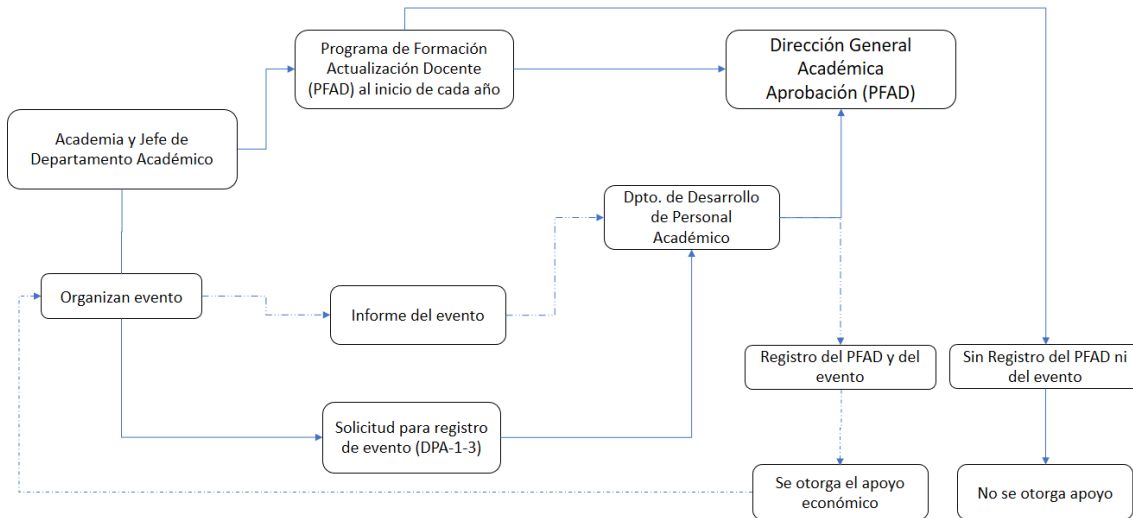 Programa de Formación
Actualización Docente
(PFAD) al inicio de cada año
Dirección General
Académica
Aprobación (PFAD)
Academia y Jefe de
Departamento Académico
Dpto. de Desarrollo
de Personal
Académico
Organizan evento
Informe del evento
Registro del PFAD y del
evento
Sin Registro del PFAD ni
del evento
Solicitud para registro
de evento (DPA-1-3)
Se otorga el apoyo
económico
No se otorga apoyo